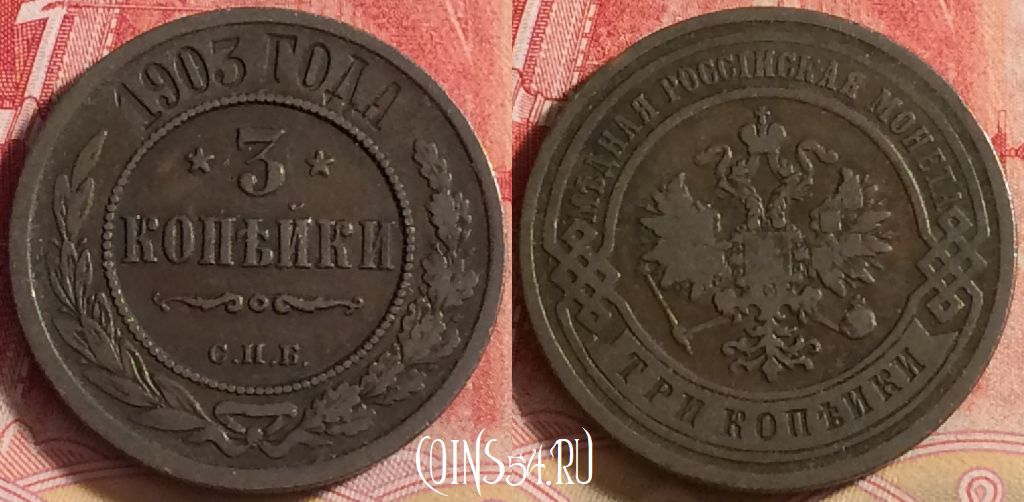 1903 ГОДА
3
КОПѢЙКИ
С.П.Б.
МѢДНАЯ РОССІЙСКАЯ МОНЕТА
ТРИ КОПѢЙКИ
COINS54.RU